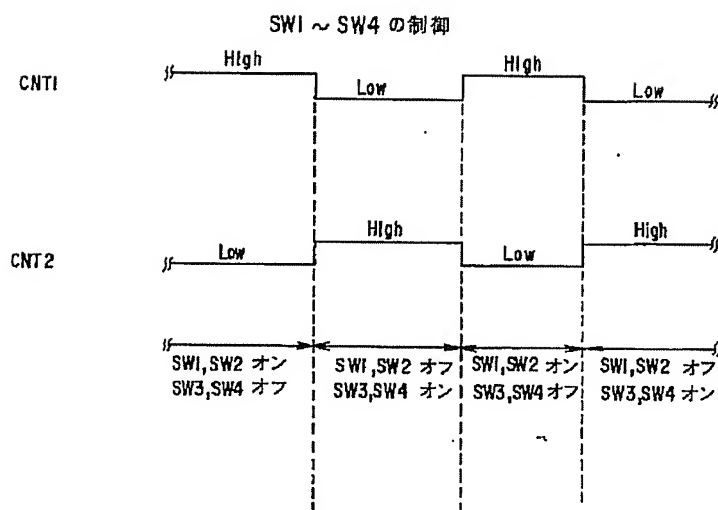 SW1 ～ SW4 の制御
CNT1
High
Low
High
Low
CNT2
Low
High
Low
High
SW1,SW2 オン
SW3,SW4 オフ
SW1,SW2 オフ
SW3,SW4 オン
SW1,SW2 オン
SW3,SW4 オフ
SW1,SW2 オフ
SW3,SW4 オン